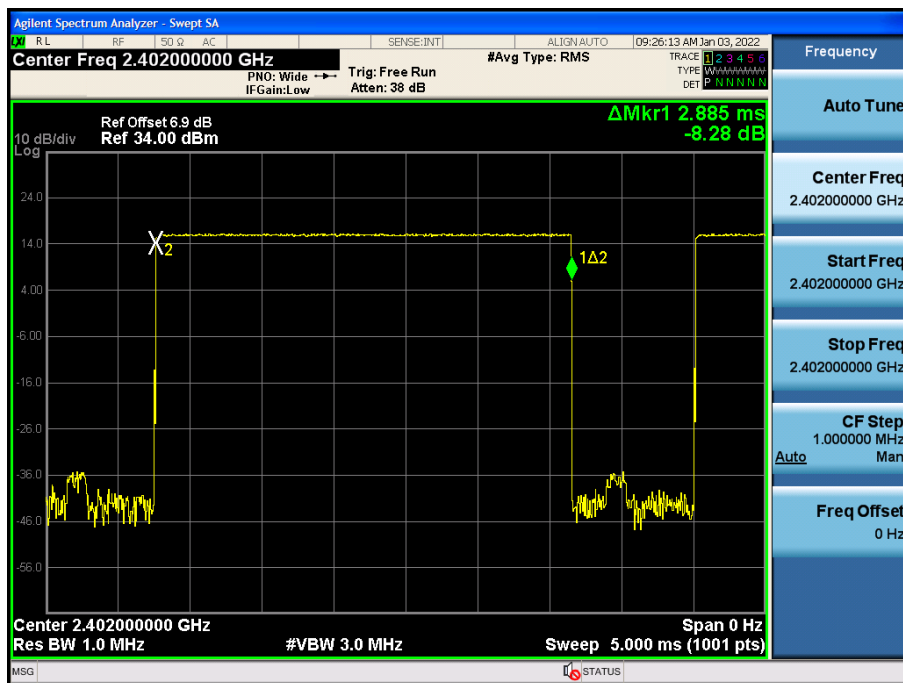 Agilent Spectrum Analyzer - Swept SA
LXI RL RF 50 Ω AC SENSE:INT ALIGN AUTO 09:26:13 AM Jan 03, 2022
Center Freq 2.402000000 GHz
#Avg Type: RMS
TRACE 1 2 3 4 5 6
PNO: Wide Trig: Free Run
TYPE W
IFGain:Low Atten: 38 dB
DET P N N N N N
Frequency
Auto Tune
Center Freq
2.402000000 GHz
Start Freq
2.402000000 GHz
Stop Freq
2.402000000 GHz
CF Step
1.000000 MHz
Auto Man
Freq Offset
0 Hz
ΔMkr1 2.885 ms
-8.28 dB
Ref Offset 6.9 dB
10 dB/div Ref 34.00 dBm
Log
24.0
14.0
4.00
-6.00
-16.0
-26.0
-36.0
-46.0
-56.0
2
1Δ2
Center 2.402000000 GHz Span 0 Hz
Res BW 1.0 MHz #VBW 3.0 MHz Sweep 5.000 ms (1001 pts)
MSG STATUS